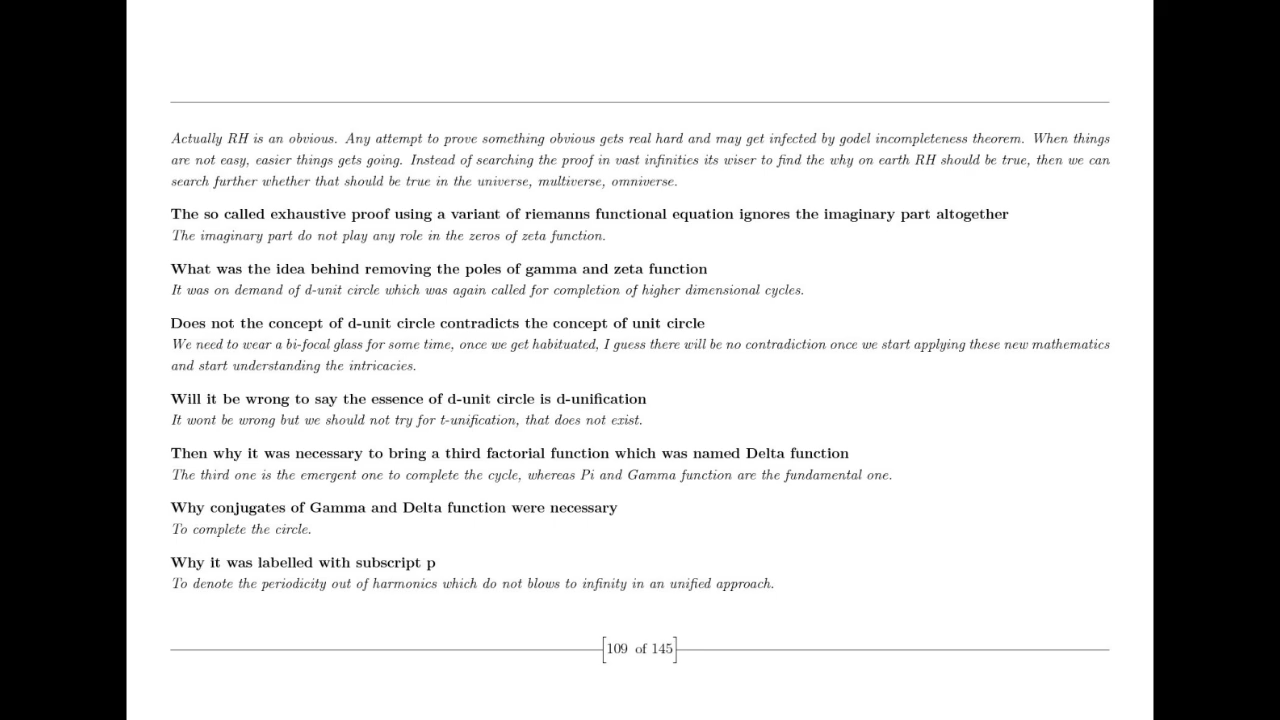 Actually RH is an obvious. Any attempt to prove something obvious gets real hard and may get infected by godel incompleteness theorem. When things
are not easy, easier things gets going. Instead of searching the proof in vast infinities its wiser to find the why on earth RH should be true, then we can
search further whether that should be true in the universe, multiverse, omniverse.
The so called exhaustive proof using a variant of riemanns functional equation ignores the imaginary part altogether
The imaginary part do not play any role in the zeros of zeta function.
What was the idea behind removing the poles of gamma and zeta function
It was on demand of d-unit circle which was again called for completion of higher dimensional cycles.
Does not the concept of d-unit circle contradicts the concept of unit circle
We need to wear a bi-focal glass for some time, once we get habituated, I guess there will be no contradiction once we start applying these new mathematics
and start understanding the intricacies.
Will it be wrong to say the essence of d-unit circle is d-unification
It wont be wrong but we should not try for t-unification, that does not exist.
Then why it was necessary to bring a third factorial function which was named Delta function
The third one is the emergent one to complete the cycle, whereas Pi and Gamma function are the fundamental one.
Why conjugates of Gamma and Delta function were necessary
To complete the circle.
Why it was labelled with subscript p
To denote the periodicity out of harmonics which do not blows to infinity in an unified approach.
[109 of 145]